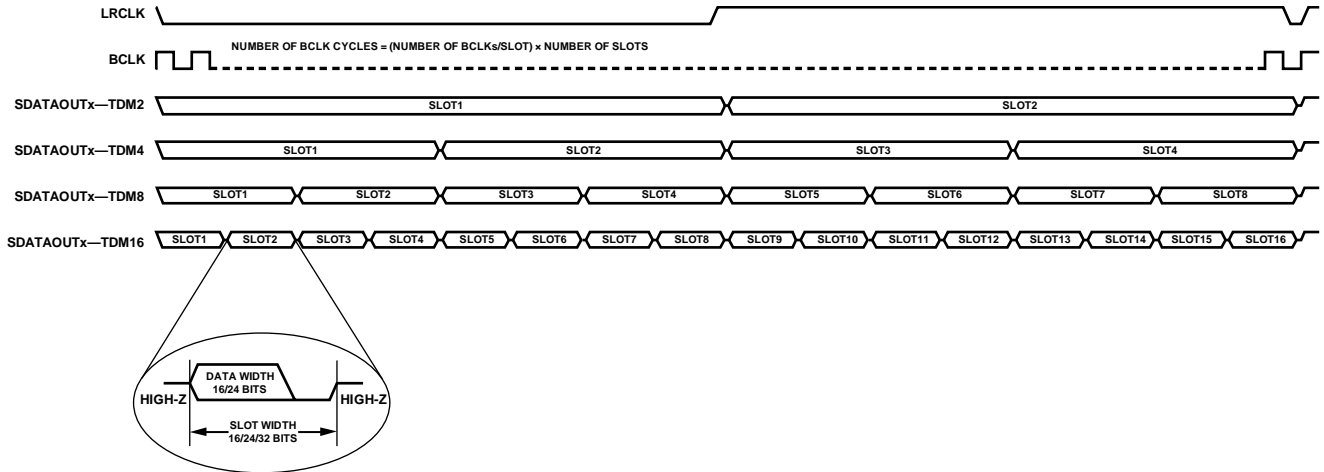 LRCLK
BCLK
NUMBER OF BCLK CYCLES = (NUMBER OF BCLKs/SLOT) × NUMBER OF SLOTS
SDATAOUTx—TDM2
SLOT1 SLOT2
SDATAOUTx—TDM4
SLOT1 SLOT2 SLOT3 SLOT4
SDATAOUTx—TDM8
SLOT1 SLOT2 SLOT3 SLOT4 SLOT5 SLOT6 SLOT7 SLOT8
SDATAOUTx—TDM16
SLOT1 SLOT2 SLOT3 SLOT4 SLOT5 SLOT6 SLOT7 SLOT8 SLOT9 SLOT10 SLOT11 SLOT12 SLOT13 SLOT14 SLOT15 SLOT16
DATA WIDTH
16/24 BITS
HIGH-Z HIGH-Z
SLOT WIDTH
16/24/32 BITS